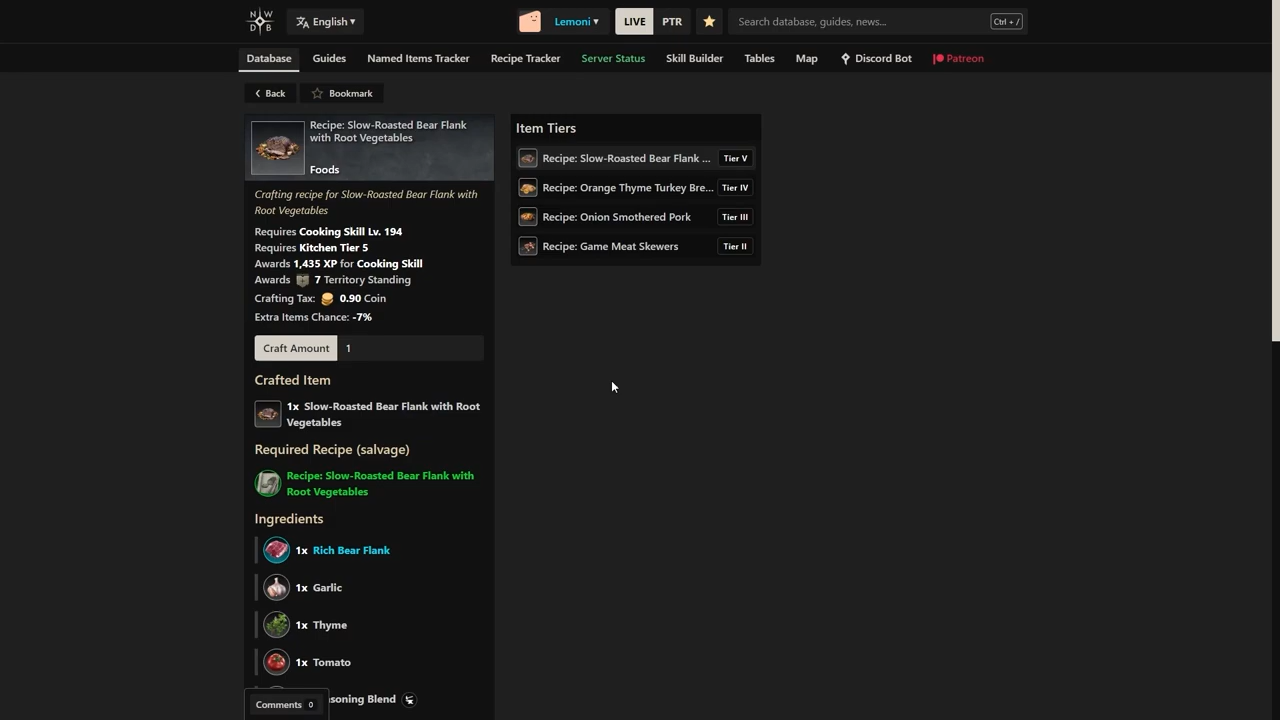 NW
DB
English
Lemoni
LIVE
PTR
Search database, guides, news...
Ctrl + /
Database
Guides
Named Items Tracker
Recipe Tracker
Server Status
Skill Builder
Tables
Map
Discord Bot
Patreon
Back
Bookmark
Recipe: Slow-Roasted Bear Flank
with Root Vegetables
Foods
Crafting recipe for Slow-Roasted Bear Flank with
Root Vegetables
Requires Cooking Skill Lv. 194
Requires Kitchen Tier 5
Awards 1,435 XP for Cooking Skill
Awards 7 Territory Standing
Crafting Tax: 0.90 Coin
Extra Items Chance: -7%
Craft Amount 1
Crafted Item
1x Slow-Roasted Bear Flank with Root
Vegetables
Required Recipe (salvage)
Recipe: Slow-Roasted Bear Flank with
Root Vegetables
Ingredients
1x Rich Bear Flank
1x Garlic
1x Thyme
1x Tomato
soning Blend
Comments 0
Item Tiers
Recipe: Slow-Roasted Bear Flank ... Tier V
Recipe: Orange Thyme Turkey Bre... Tier IV
Recipe: Onion Smothered Pork Tier III
Recipe: Game Meat Skewers Tier II